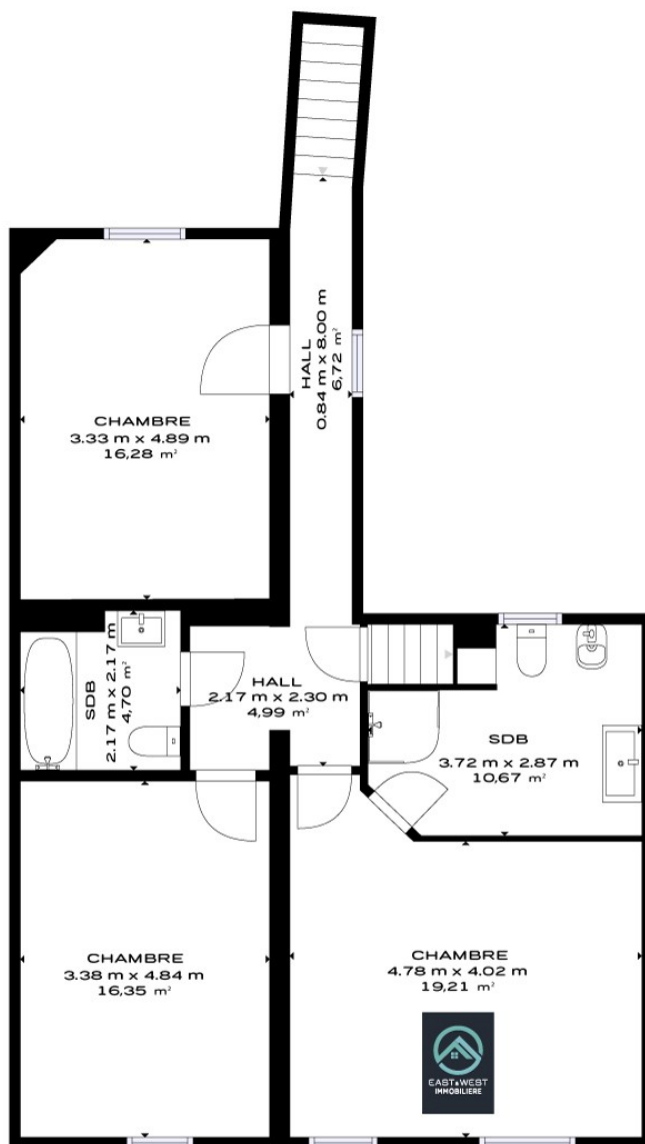 HALL
0.84 m x 8.00 m
6,72 m²
CHAMBRE
3.33 m x 4.89 m
16,28 m²
SDB
2.17 m x 2.17 m
4,70 m²
HALL
2.17 m x 2.30 m
4,99 m²
SDB
3.72 m x 2.87 m
10,67 m²
CHAMBRE
3.38 m x 4.84 m
16,35 m²
CHAMBRE
4.78 m x 4.02 m
19,21 m²
EAST&WEST
IMMOBILIERE